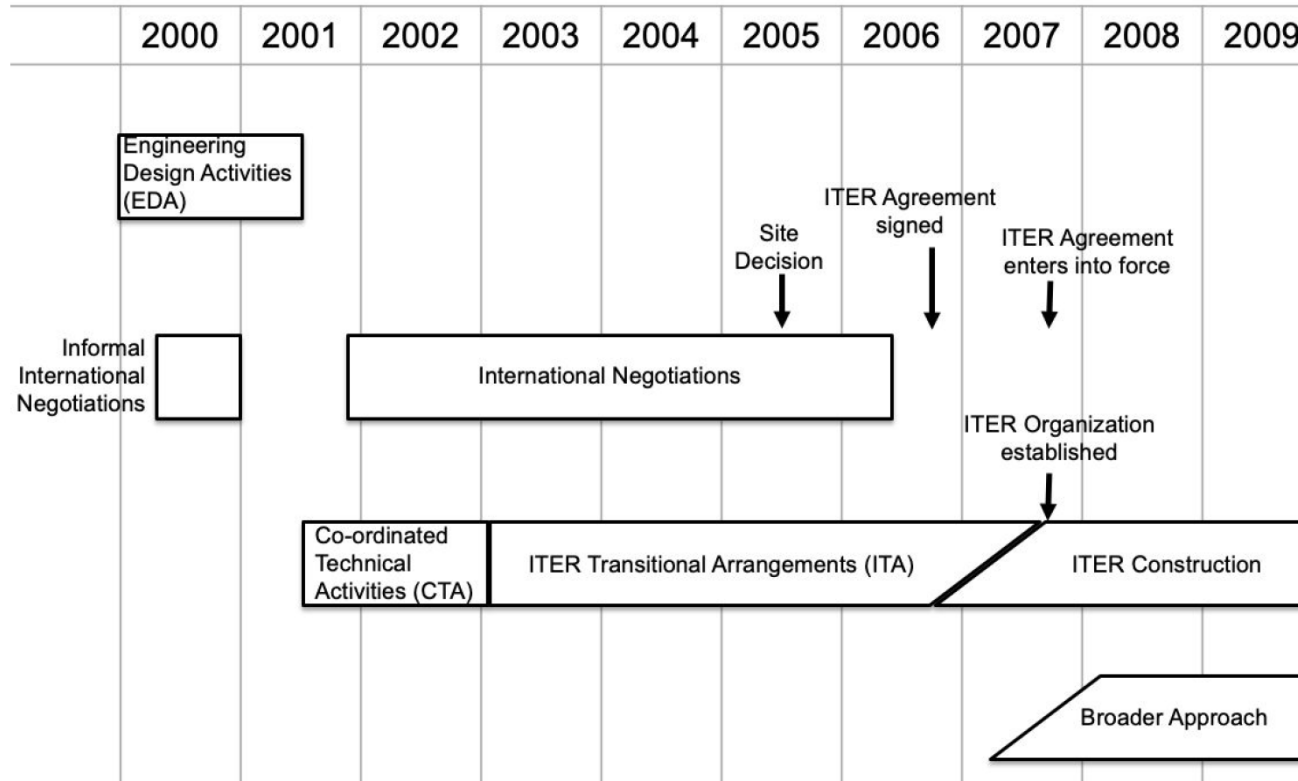 2000 2001 2002 2003 2004 2005 2006 2007 2008 2009
Engineering
Design Activities
(EDA)
ITER Agreement
signed
Site
Decision
ITER Agreement
enters into force
Informal
International
Negotiations
International Negotiations
ITER Organization
established
Co-ordinated
Technical
Activities (CTA)
ITER Transitional Arrangements (ITA)
ITER Construction
Broader Approach